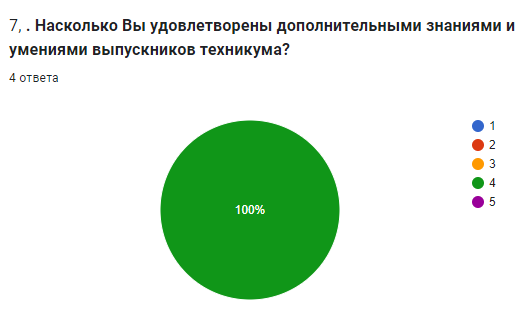 7, . Насколько Вы удовлетворены дополнительными знаниями и
умениями выпускников техникума?
4 ответа
100%
1
2
3
4
5